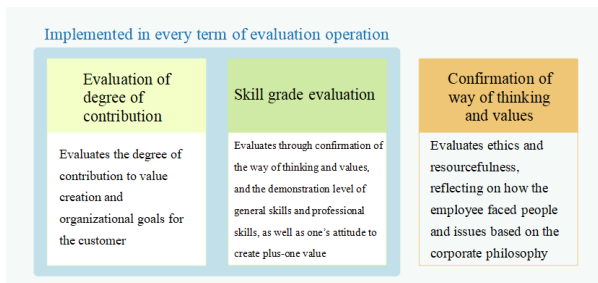 Implemented in every term of evaluation operation
Evaluation of
degree of
contribution
Evaluates the degree of
contribution to value
creation and
organizational goals for
the customer
Skill grade evaluation
Evaluates through confirmation of
the way of thinking and values,
and the demonstration level of
general skills and professional
skills, as well as one’s attitude to
create plus-one value
Confirmation of
way of thinking
and values
Evaluates ethics and
resourcefulness,
reflecting on how the
employee faced people
and issues based on the
corporate philosophy